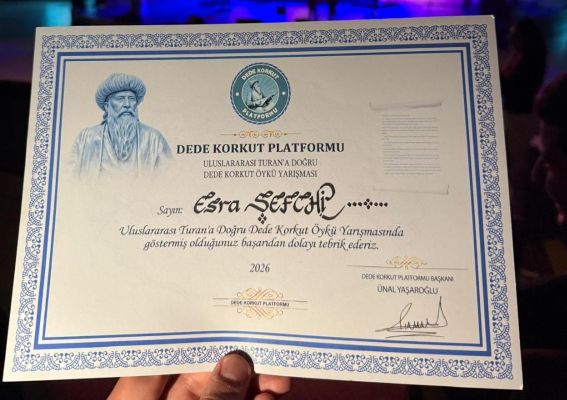 DEDE KORKUT
PLATFORMU
DEDE KORKUT PLATFORMU
ULUSLARARASI TURAN'A DOĞRU
DEDE KORKUT ÖYKÜ YARIŞMASI
Sayın: Esra ŞEFCHİ
Uluslararası Turan'a Doğru Dede Korkut Öykü Yarışmasında
göstermiş olduğunuz başarıdan dolayı tebrik ederiz.
2026
DEDE KORKUT PLATFORMU BAŞKANI
ÜNAL YAŞAROĞLU
DEDE KORKUT PLATFORMU